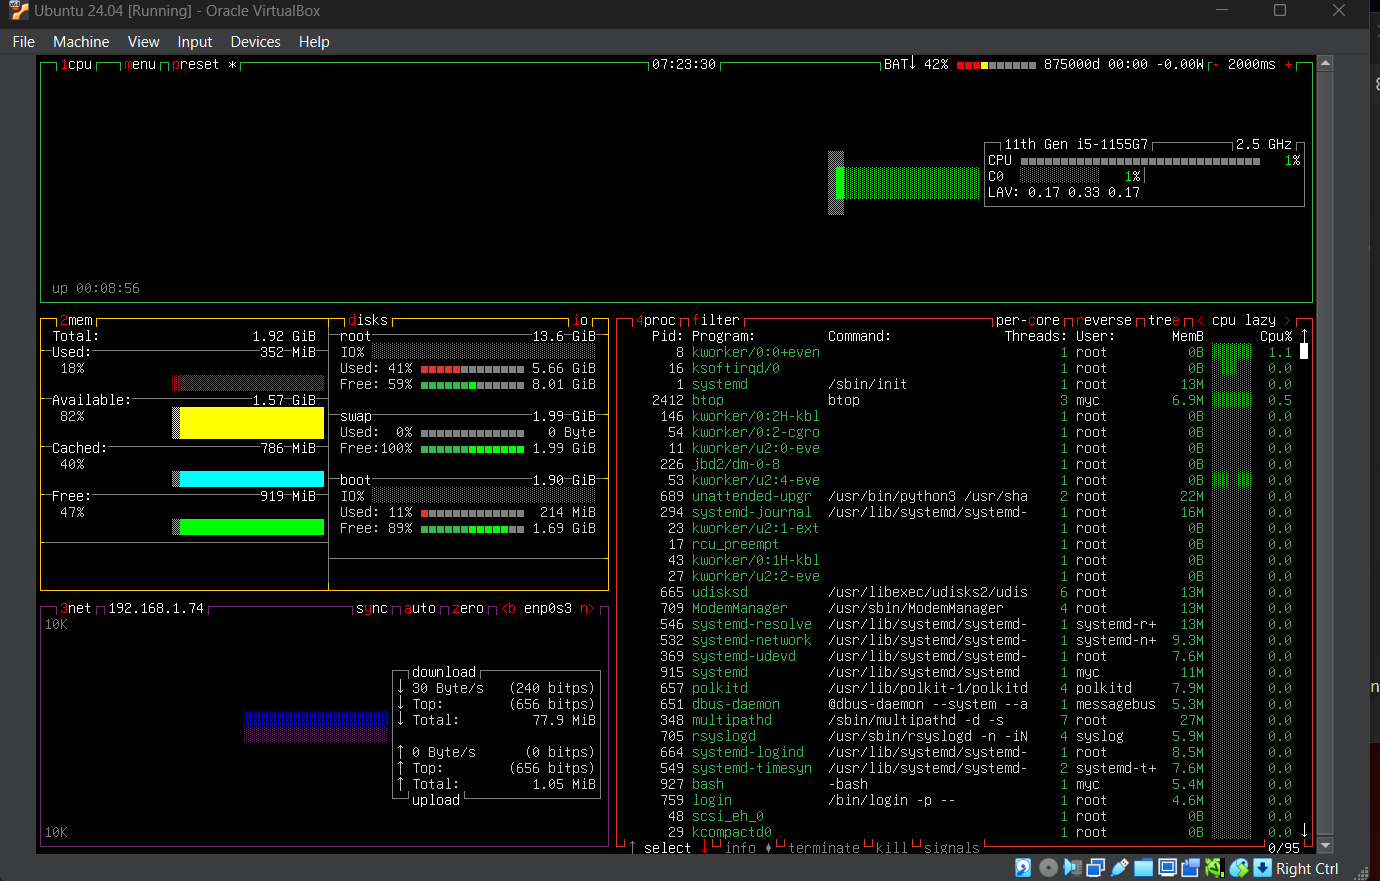 Ubuntu 24.04 [Running] - Oracle VirtualBox
File Machine View Input Devices Help
1cpu menu preset * 07:23:30 BAT↓ 42% 875000d 00:00 -0.00W - 2000ms +
11th Gen i5-1155G7 2.5 GHz
CPU 1%
C0 1%
LAV: 0.17 0.33 0.17
up 00:08:56
2mem
Total: 1.92 GiB
Used: 352 MiB
18%
Available: 1.57 GiB
82%
Cached: 786 MiB
40%
Free: 919 MiB
47%
disks io
root 13.6 GiB
IO%
Used: 41% 5.66 GiB
Free: 59% 8.01 GiB
swap 1.99 GiB
Used: 0% 0 Byte
Free:100% 1.99 GiB
boot 1.90 GiB
IO%
Used: 11% 214 MiB
Free: 89% 1.69 GiB
3net 192.168.1.74 sync auto zero <b enp0s3 n>
10K
download
↓ 30 Byte/s (240 bitps)
↓ Top: (656 bitps)
↓ Total: 77.9 MiB
↑ 0 Byte/s (0 bitps)
↑ Top: (656 bitps)
↑ Total: 1.05 MiB
upload
10K
4proc filter per-core reverse tree < cpu lazy >
Pid: Program: Command: Threads: User: MemB Cpu% ↑
8 kworker/0:0+even 1 root 0B 1.1
16 ksoftirqd/0 1 root 0B 0.0
1 systemd /sbin/init 1 root 13M 0.0
2412 btop btop 3 myc 6.9M 0.5
146 kworker/0:2H-kbl 1 root 0B 0.0
54 kworker/0:2-cgro 1 root 0B 0.0
11 kworker/u2:0-eve 1 root 0B 0.0
226 jbd2/dm-0-8 1 root 0B 0.0
53 kworker/u2:4-eve 1 root 0B 0.0
689 unattended-upgr /usr/bin/python3 /usr/sha 2 root 22M 0.0
294 systemd-journal /usr/lib/systemd/systemd- 1 root 16M 0.0
23 kworker/u2:1-ext 1 root 0B 0.0
17 rcu_preempt 1 root 0B 0.0
43 kworker/0:1H-kbl 1 root 0B 0.0
27 kworker/u2:2-eve 1 root 0B 0.0
665 udisksd /usr/libexec/udisks2/udis 6 root 13M 0.0
709 ModemManager /usr/sbin/ModemManager 4 root 13M 0.0
546 systemd-resolve /usr/lib/systemd/systemd- 1 systemd-r+ 13M 0.0
532 systemd-network /usr/lib/systemd/systemd- 1 systemd-n+ 9.3M 0.0
369 systemd-udevd /usr/lib/systemd/systemd- 1 root 7.6M 0.0
915 systemd /usr/lib/systemd/systemd 1 myc 11M 0.0
657 polkitd /usr/lib/polkit-1/polkitd 4 polkitd 7.9M 0.0
651 dbus-daemon @dbus-daemon --system --a 1 messagebus 5.3M 0.0
348 multipathd /sbin/multipathd -d -s 7 root 27M 0.0
705 rsyslogd /usr/sbin/rsyslogd -n -iN 4 syslog 5.9M 0.0
664 systemd-logind /usr/lib/systemd/systemd- 1 root 8.5M 0.0
549 systemd-timesyn /usr/lib/systemd/systemd- 2 systemd-t+ 7.6M 0.0
927 bash -bash 1 myc 5.4M 0.0
759 login /bin/login -p -- 1 root 4.6M 0.0
48 scsi_eh_0 1 root 0B 0.0
29 kcompactd0 1 root 0B 0.0 ↓
↑ select ↓ info terminate kill signals 0/95
Right Ctrl